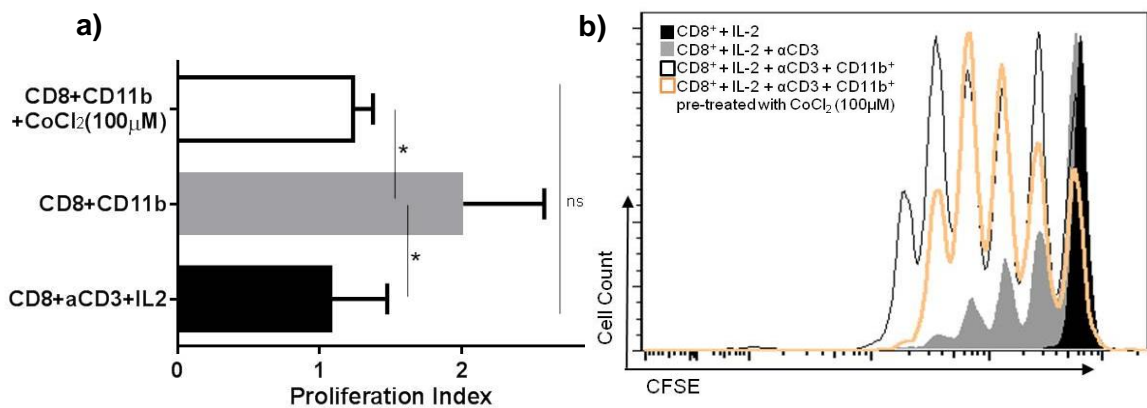 a)
CD8+CD11b
+CoCl₂(100μM)
CD8+CD11b
CD8+aCD3+IL2
*
*
ns
0
1
2
Proliferation Index
b)
CD8⁺ + IL-2
CD8⁺ + IL-2 + αCD3
CD8⁺ + IL-2 + αCD3 + CD11b⁺
CD8⁺ + IL-2 + αCD3 + CD11b⁺
pre-treated with CoCl₂ (100μM)
Cell Count
CFSE